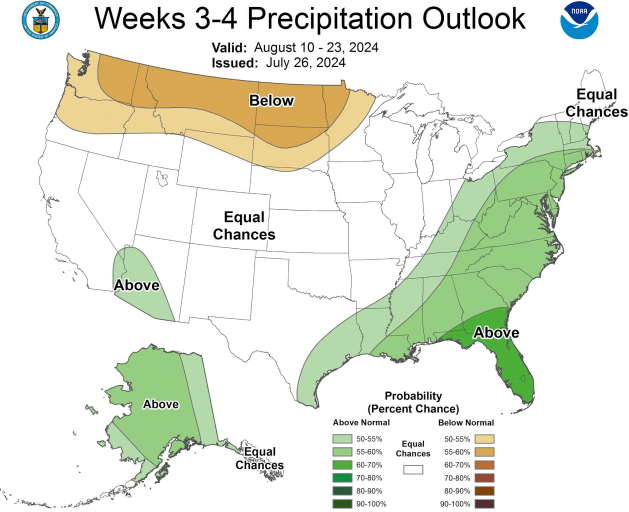 Weeks 3-4 Precipitation Outlook
Valid: August 10 - 23, 2024
Issued: July 26, 2024
NOAA
Below
Equal
Chances
Equal
Chances
Above
Above
Above
Equal
Chances
Probability
(Percent Chance)
Above Normal
50-55%
55-60%
60-70%
70-80%
80-90%
90-100%
Equal
Chances
Below Normal
50-55%
55-60%
60-70%
70-80%
80-90%
90-100%